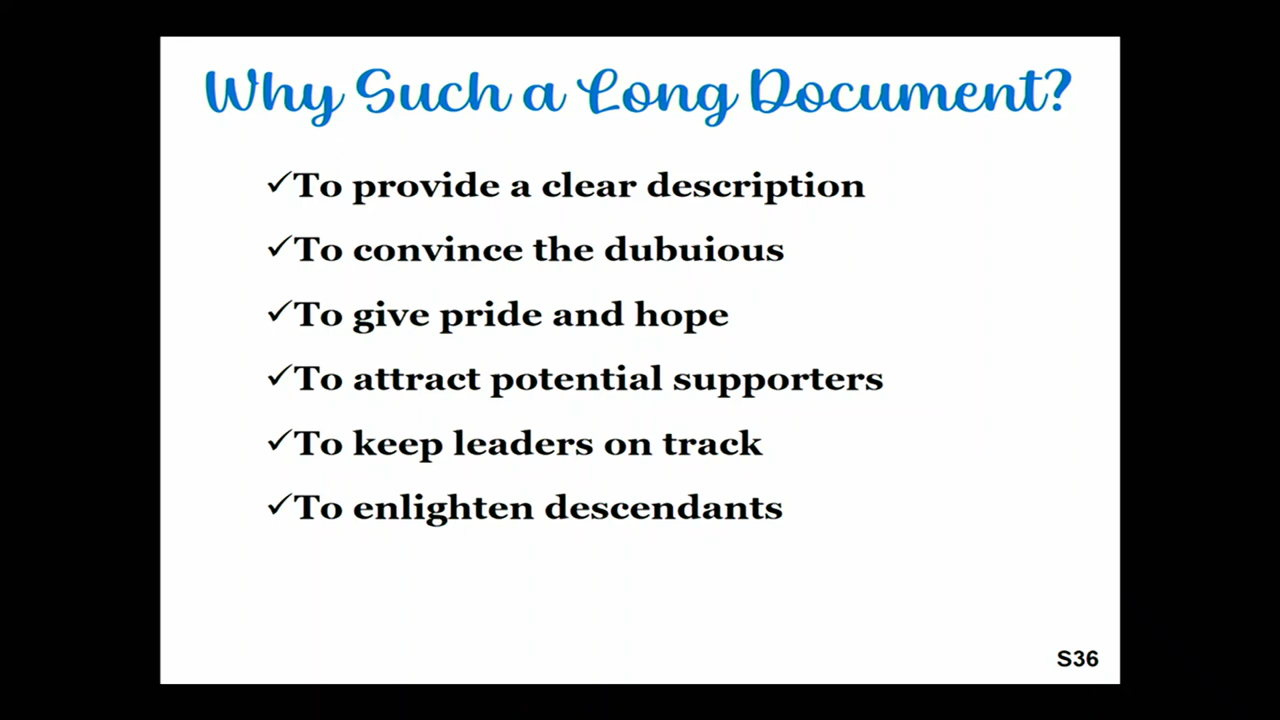 Why Such a Long Document?
✓To provide a clear description
✓To convince the dubuious
✓To give pride and hope
✓To attract potential supporters
✓To keep leaders on track
✓To enlighten descendants
S36